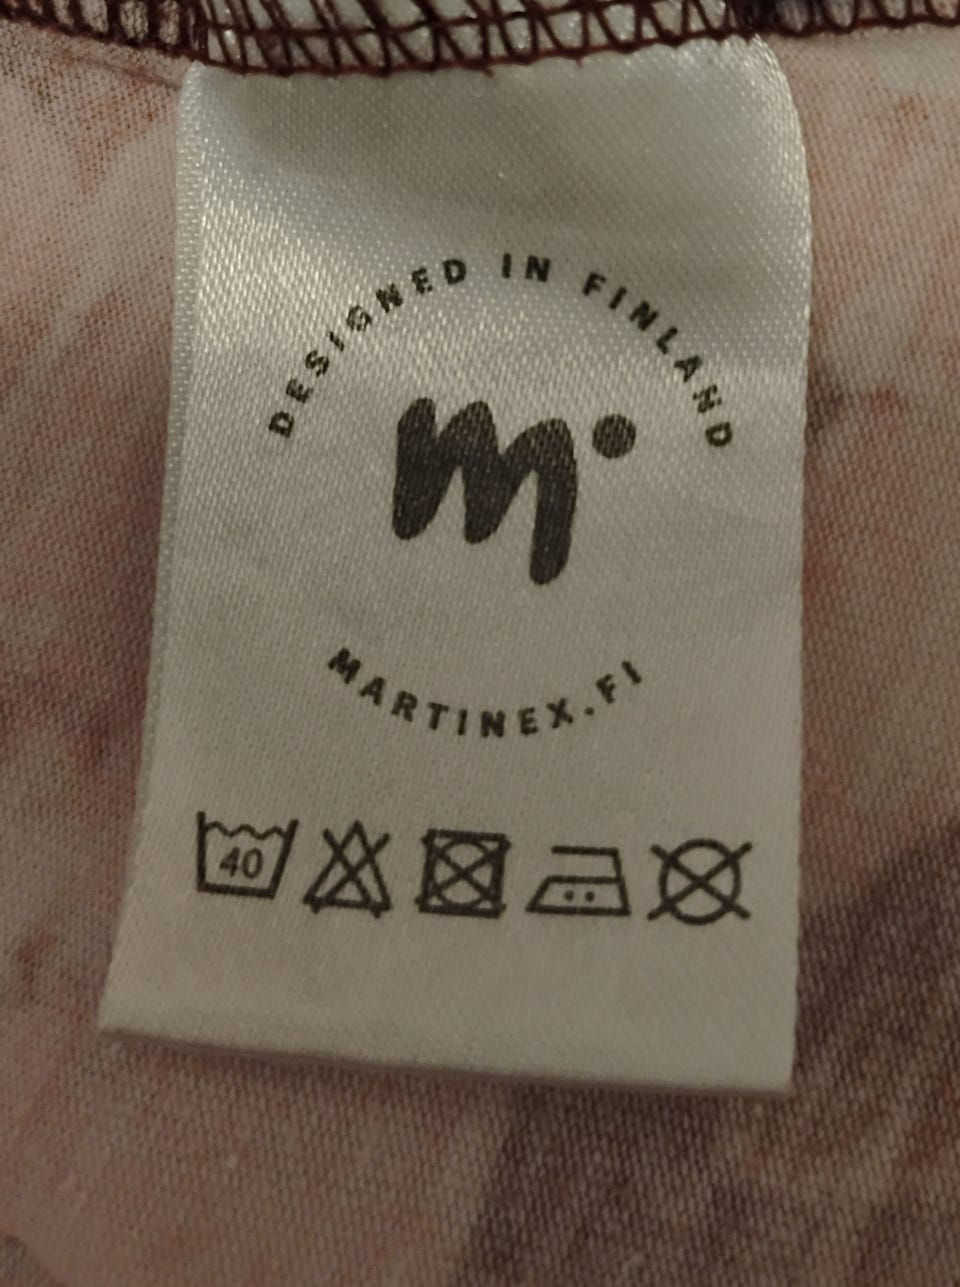 DESIGNED IN FINLAND
m
MARTINEX.FI
40